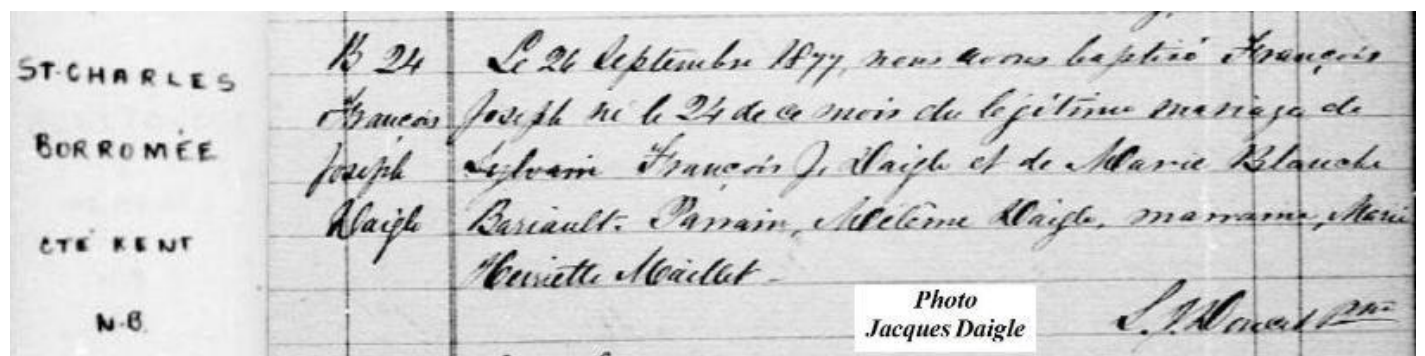 ST-CHARLES
BORROMÉE
CTÉ KENT
N.B.
B 24
François
Joseph
Daigle
Le 26 Septembre 1877, nous avons baptisé François
Joseph né le 24 de ce mois du légitime mariage de
Sylvain François J. Daigle et de Marie Blanche
Bariault. Parrain, Daigle, marraine, Marie
Henriette Maillet
Photo
Jacques Daigle